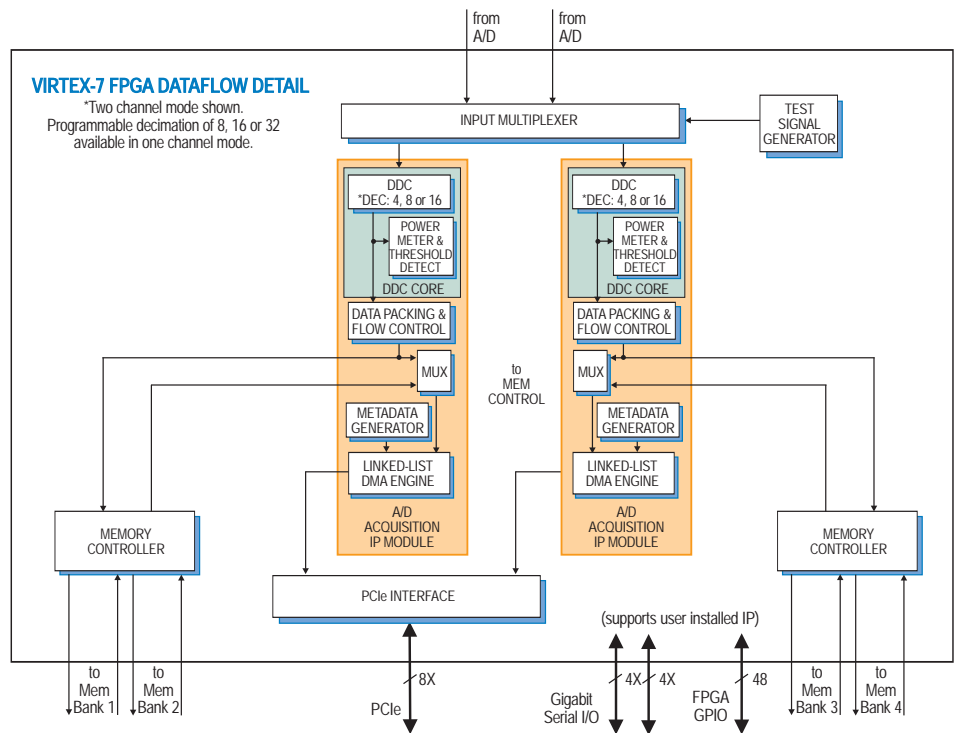 from
A/D
from
A/D
VIRTEX-7 FPGA DATAFLOW DETAIL
*Two channel mode shown.
Programmable decimation of 8, 16 or 32
available in one channel mode.
INPUT MULTIPLEXER
TEST
SIGNAL
GENERATOR
DDC
*DEC: 4, 8 or 16
POWER
METER &
THRESHOLD
DETECT
DDC CORE
DATA PACKING &
FLOW CONTROL
MUX
METADATA
GENERATOR
LINKED-LIST
DMA ENGINE
A/D
ACQUISITION
IP MODULE
to
MEM
CONTROL
DDC
*DEC: 4, 8 or 16
POWER
METER &
THRESHOLD
DETECT
DDC CORE
DATA PACKING &
FLOW CONTROL
MUX
METADATA
GENERATOR
LINKED-LIST
DMA ENGINE
A/D
ACQUISITION
IP MODULE
MEMORY
CONTROLLER
MEMORY
CONTROLLER
PCIe INTERFACE
(supports user installed IP)
to
Mem
Bank 1
to
Mem
Bank 2
8X
PCIe
4X
4X
Gigabit
Serial I/O
48
FPGA
GPIO
to
Mem
Bank 3
to
Mem
Bank 4